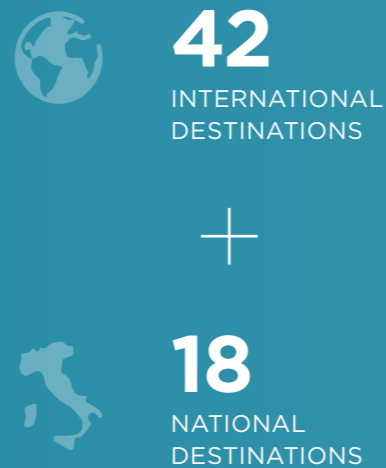 42
INTERNATIONAL
DESTINATIONS
+
18
NATIONAL
DESTINATIONS